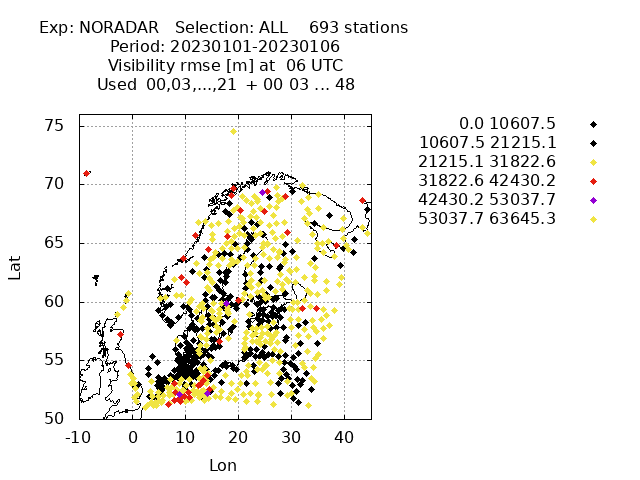 Exp: NORADAR   Selection: ALL    693 stations
Period: 20230101-20230106
Visibility rmse [m] at  06 UTC
Used  00,03,...,21  + 00 03 ... 48
0.0 10607.5
10607.5 21215.1
21215.1 31822.6
31822.6 42430.2
42430.2 53037.7
53037.7 63645.3
75
70
65
60
55
50
Lat
-10 0 10 20 30 40
Lon